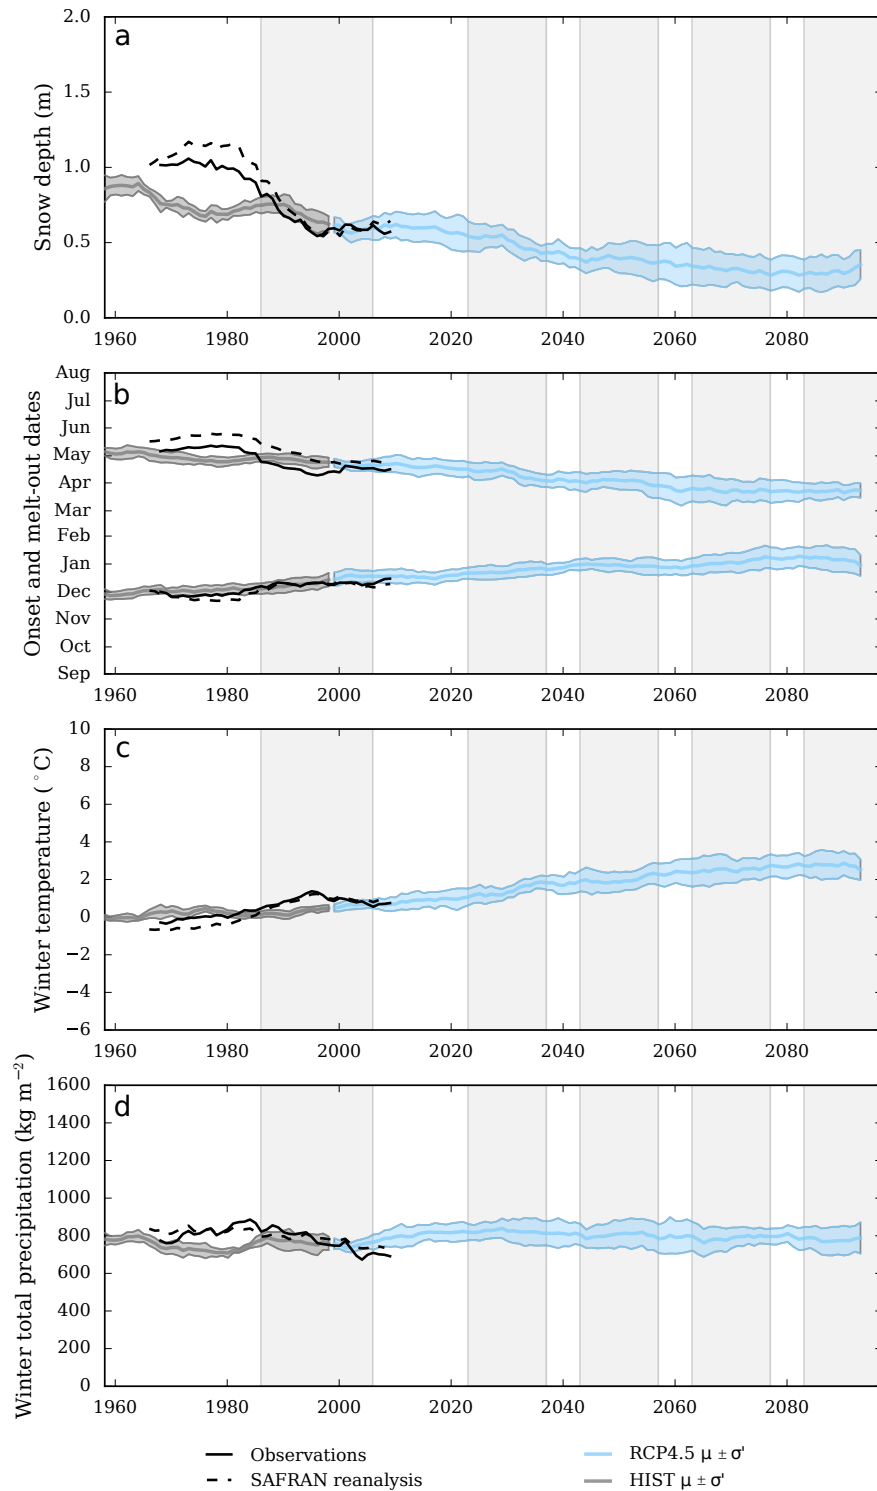 a
Snow depth (m)
2.0
1.5
1.0
0.5
0.0
1960 1980 2000 2020 2040 2060 2080
b
Onset and melt-out dates
Aug
Jul
Jun
May
Apr
Mar
Feb
Jan
Dec
Nov
Oct
Sep
1960 1980 2000 2020 2040 2060 2080
c
Winter temperature (°C)
10
8
6
4
2
0
−2
−4
−6
1960 1980 2000 2020 2040 2060 2080
d
Winter total precipitation (kg m⁻²)
1600
1400
1200
1000
800
600
400
200
0
1960 1980 2000 2020 2040 2060 2080
Observations
SAFRAN reanalysis
RCP4.5 μ ± σ'
HIST μ ± σ'